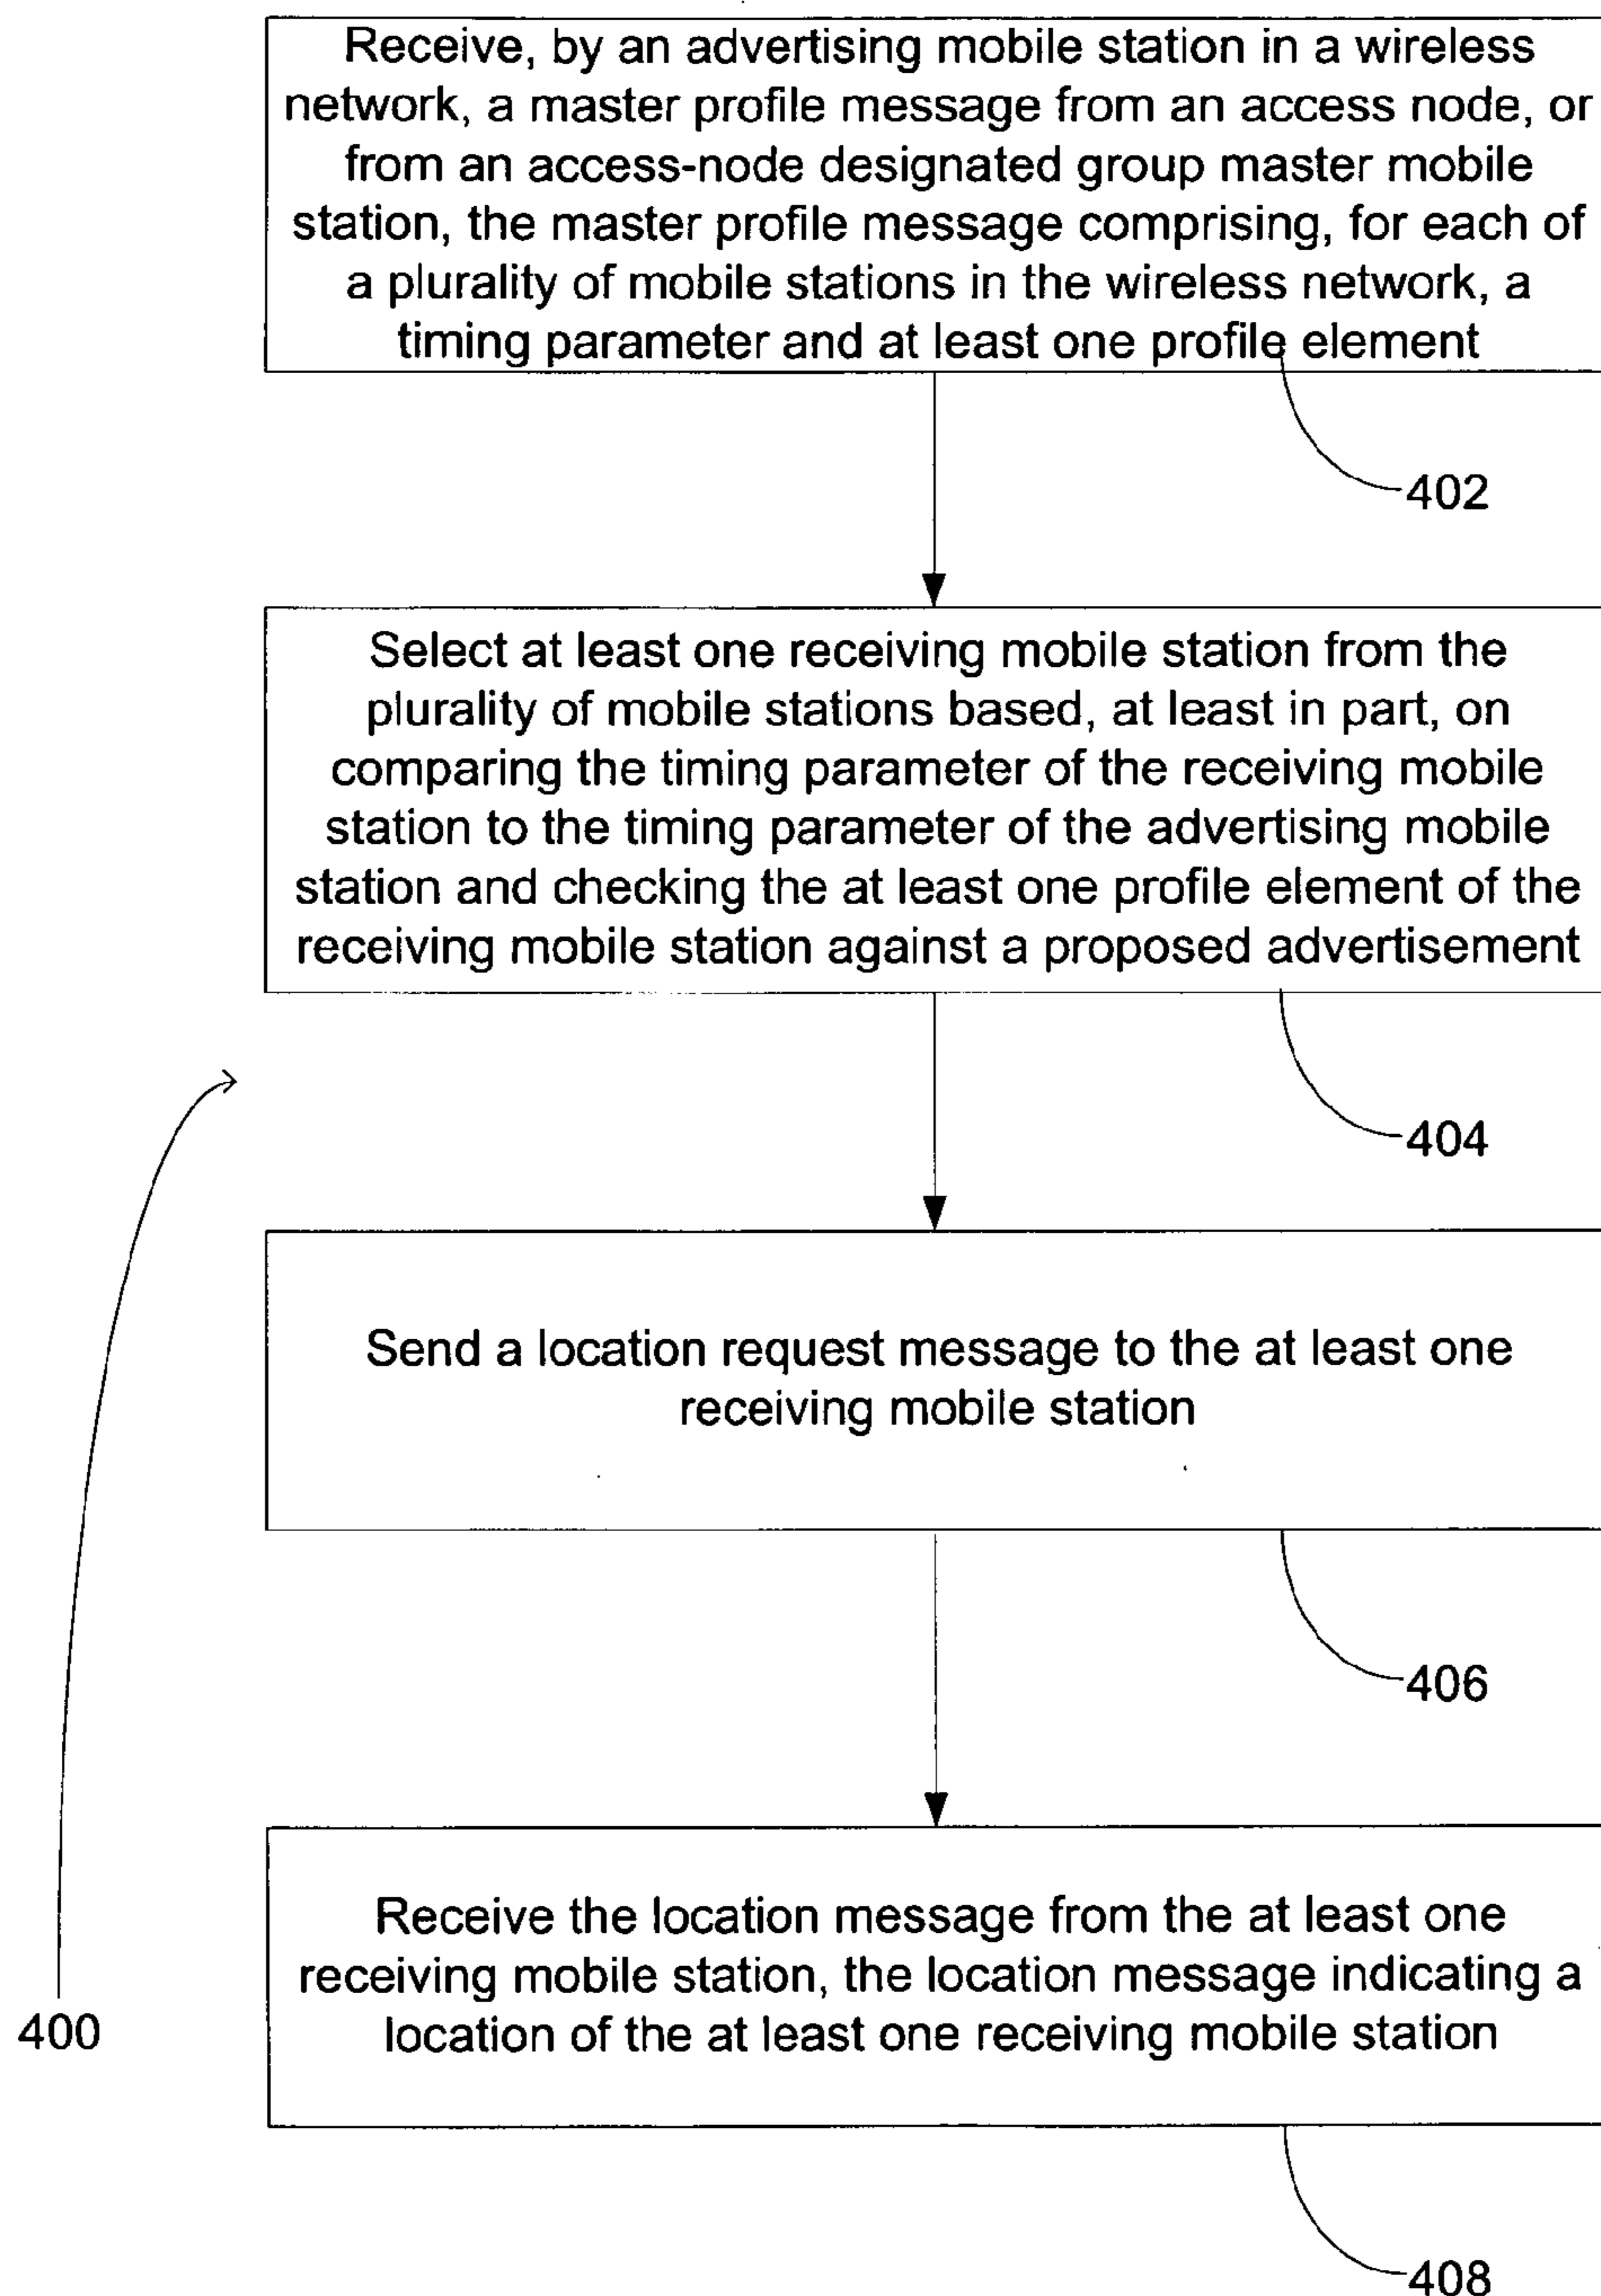 Receive, by an advertising mobile station in a wireless
network, a master profile message from an access node, or
from an access-node designated group master mobile
station, the master profile message comprising, for each of
a plurality of mobile stations in the wireless network, a
timing parameter and at least one profile element
402
Select at least one receiving mobile station from the
plurality of mobile stations based, at least in part, on
comparing the timing parameter of the receiving mobile
station to the timing parameter of the advertising mobile
station and checking the at least one profile element of the
receiving mobile station against a proposed advertisement
404
Send a location request message to the at least one
receiving mobile station
406
Receive the location message from the at least one
receiving mobile station, the location message indicating a
location of the at least one receiving mobile station
400
408